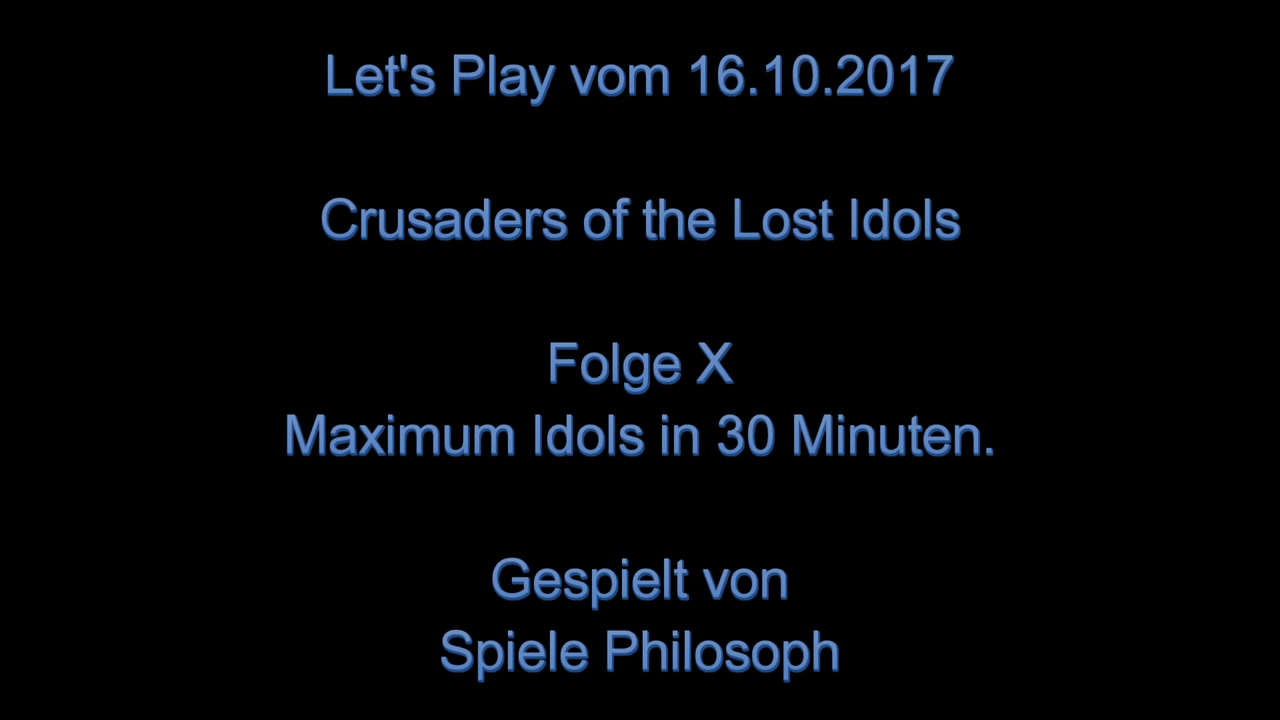 Let's Play vom 16.10.2017
Crusaders of the Lost Idols
Folge X
Maximum Idols in 30 Minuten.
Gespielt von
Spiele Philosoph